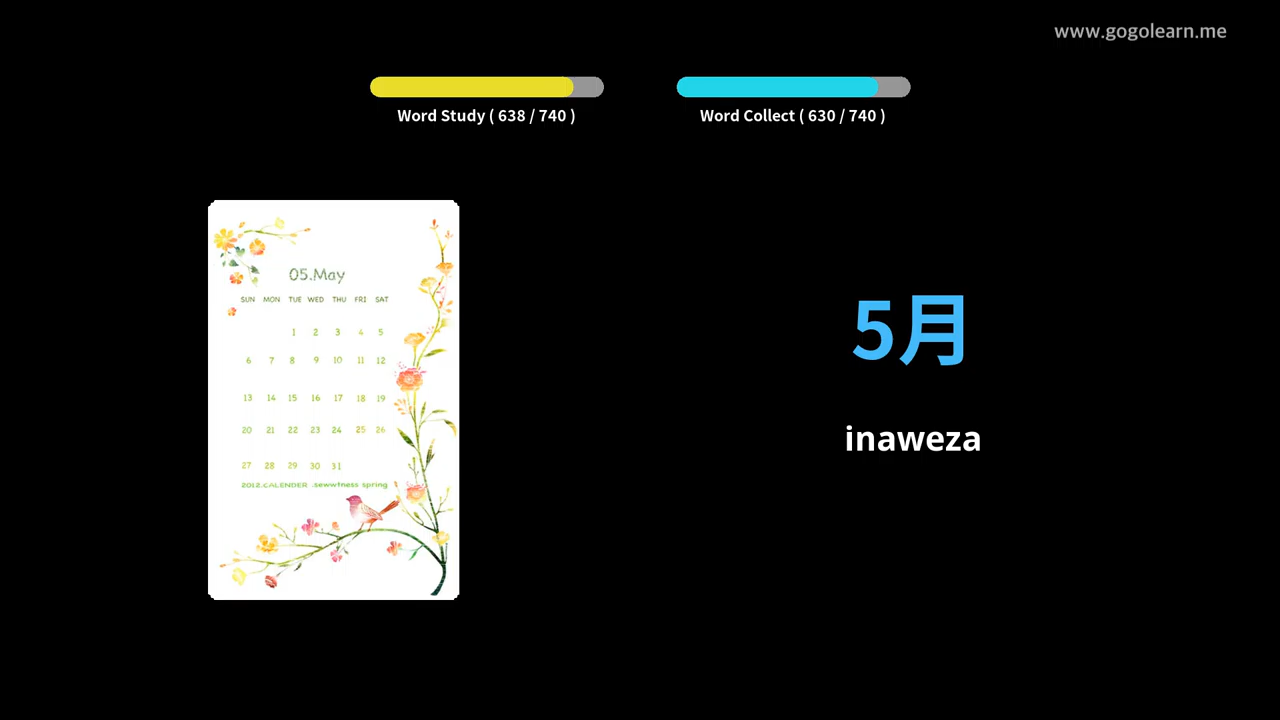 www.gogolearn.me
Word Study ( 638 / 740 )
Word Collect ( 630 / 740 )
05.May
SUN MON TUE WED THU FRI SAT
1 2 3 4 5
6 7 8 9 10 11 12
13 14 15 16 17 18 19
20 21 22 23 24 25 26
27 28 29 30 31
2012.CALENDER .sewwtness spring
5月
inaweza